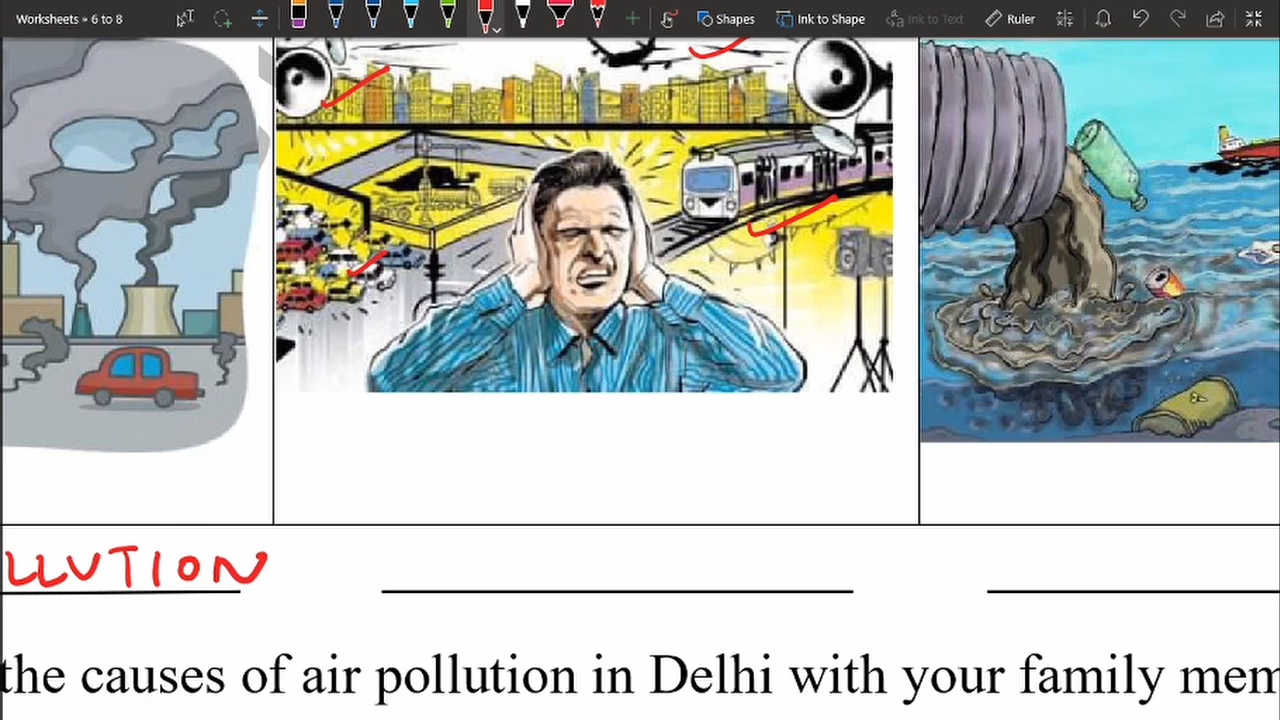 Worksheets » 6 to 8 Shapes Ink to Shape Ink to Text Ruler
LLUTION
the causes of air pollution in Delhi with your family mem